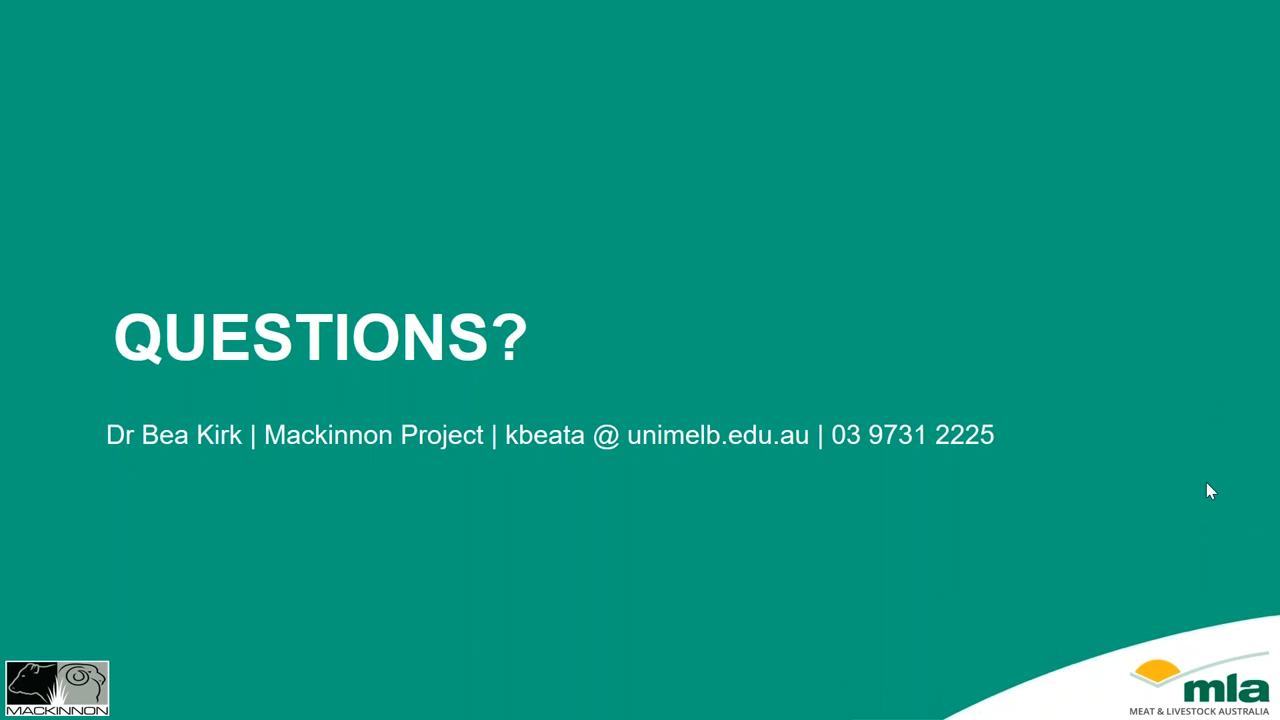 QUESTIONS?
Dr Bea Kirk | Mackinnon Project | kbeata @ unimelb.edu.au | 03 9731 2225
MACKINNON
mla
MEAT & LIVESTOCK AUSTRALIA